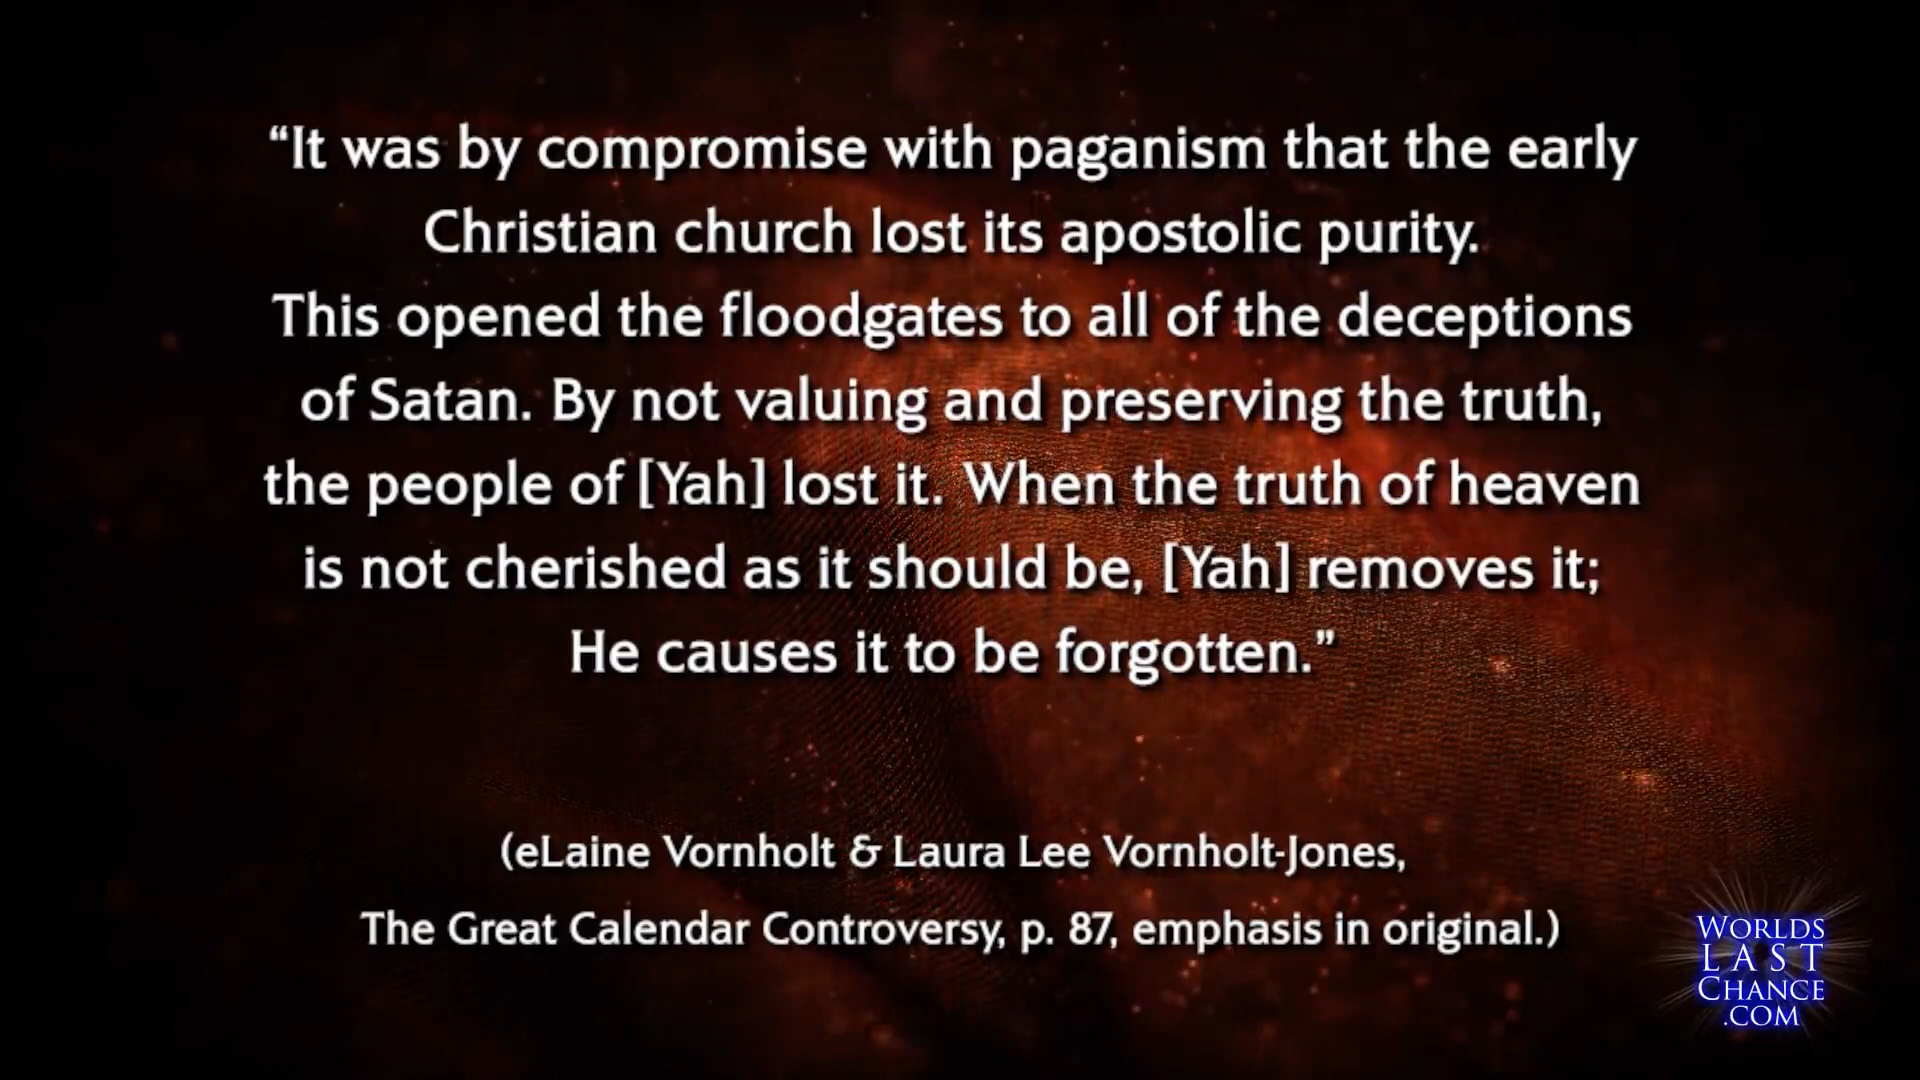 “It was by compromise with paganism that the early
Christian church lost its apostolic purity.
This opened the floodgates to all of the deceptions
of Satan. By not valuing and preserving the truth,
the people of [Yah] lost it. When the truth of heaven
is not cherished as it should be, [Yah] removes it;
He causes it to be forgotten.”
(eLaine Vornholt & Laura Lee Vornholt-Jones,
The Great Calendar Controversy, p. 87, emphasis in original.)
WORLDS
LAST
CHANCE
.COM